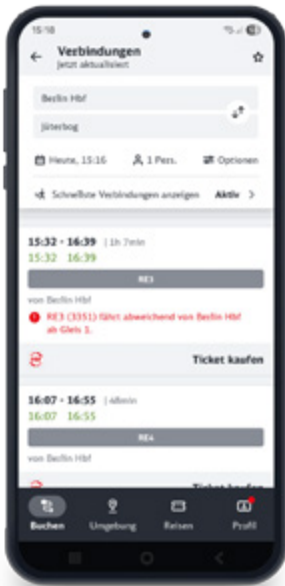 15:18
Verbindungen
Jetzt aktualisiert
Berlin Hbf
Jüterbog
Heute, 15:16 1 Pers. Optionen
Schnellste Verbindungen anzeigen Aktiv
15:32 - 16:39 | 1h 7min
15:32 16:39
RE3
von Berlin Hbf
RE3 (3351) fährt abweichend von Berlin Hbf
ab Gleis 1.
Ticket kaufen
16:07 - 16:55 | 48min
16:07 16:55
RE4
von Berlin Hbf
Ticket kaufen
Buchen Umgebung Reisen Profil